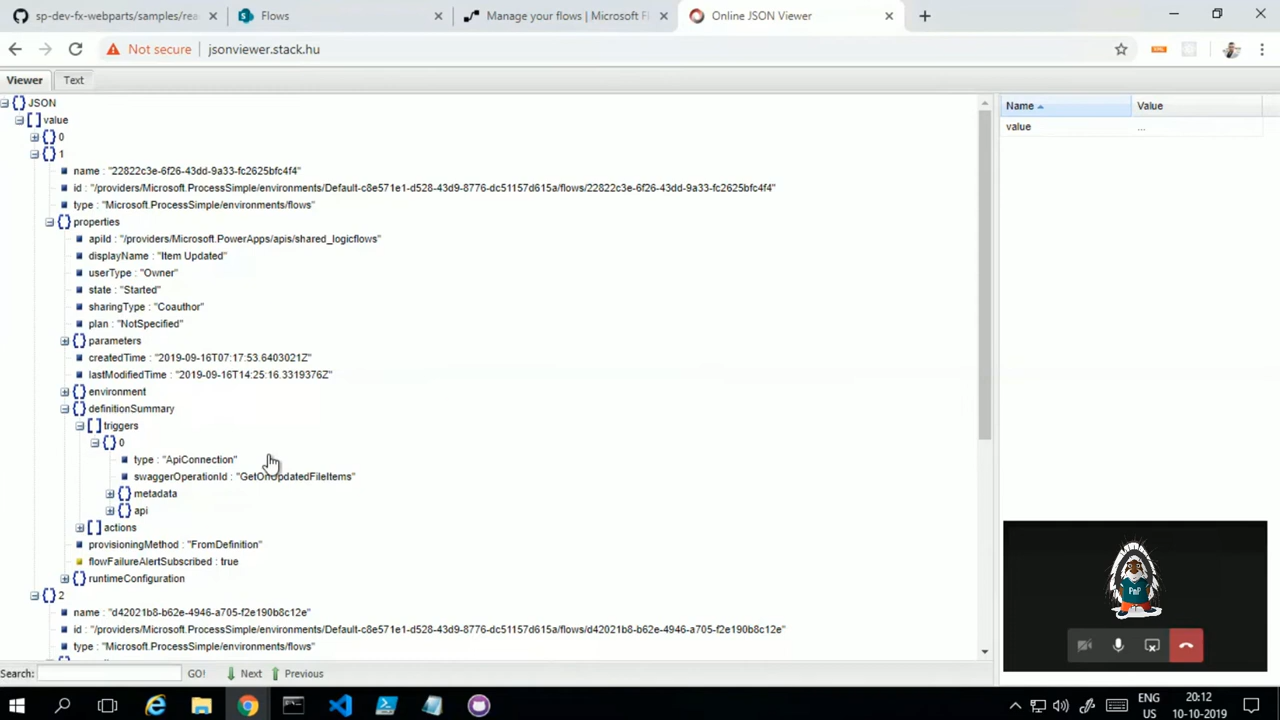 sp-dev-fx-webparts/samples/rea
Flows
Manage your flows | Microsoft Fl
Online JSON Viewer
Not secure
jsonviewer.stack.hu
Viewer
Text
JSON
value
0
1
name : "22822c3e-6f26-43dd-9a33-fc2625bfc4f4"
id : "/providers/Microsoft.ProcessSimple/environments/Default-c8e571e1-d528-43d9-8776-dc51157d615a/flows/22822c3e-6f26-43dd-9a33-fc2625bfc4f4"
type : "Microsoft.ProcessSimple/environments/flows"
properties
apiId : "/providers/Microsoft.PowerApps/apis/shared_logicflows"
displayName : "Item Updated"
userType : "Owner"
state : "Started"
sharingType : "Coauthor"
plan : "NotSpecified"
parameters
createdTime : "2019-09-16T07:17:53.6403021Z"
lastModifiedTime : "2019-09-16T14:25:16.3319376Z"
environment
definitionSummary
triggers
0
type : "ApiConnection"
swaggerOperationId : "GetOnUpdatedFileItems"
metadata
api
actions
provisioningMethod : "FromDefinition"
flowFailureAlertSubscribed : true
runtimeConfiguration
2
name : "d42021b8-b62e-4946-a705-f2e190b8c12e"
id : "/providers/Microsoft.ProcessSimple/environments/Default-c8e571e1-d528-43d9-8776-dc51157d615a/flows/d42021b8-b62e-4946-a705-f2e190b8c12e"
type : "Microsoft.ProcessSimple/environments/flows"
Name
Value
value
...
PnP
Search:
GO!
Next
Previous
ENG
US
20:12
10-10-2019